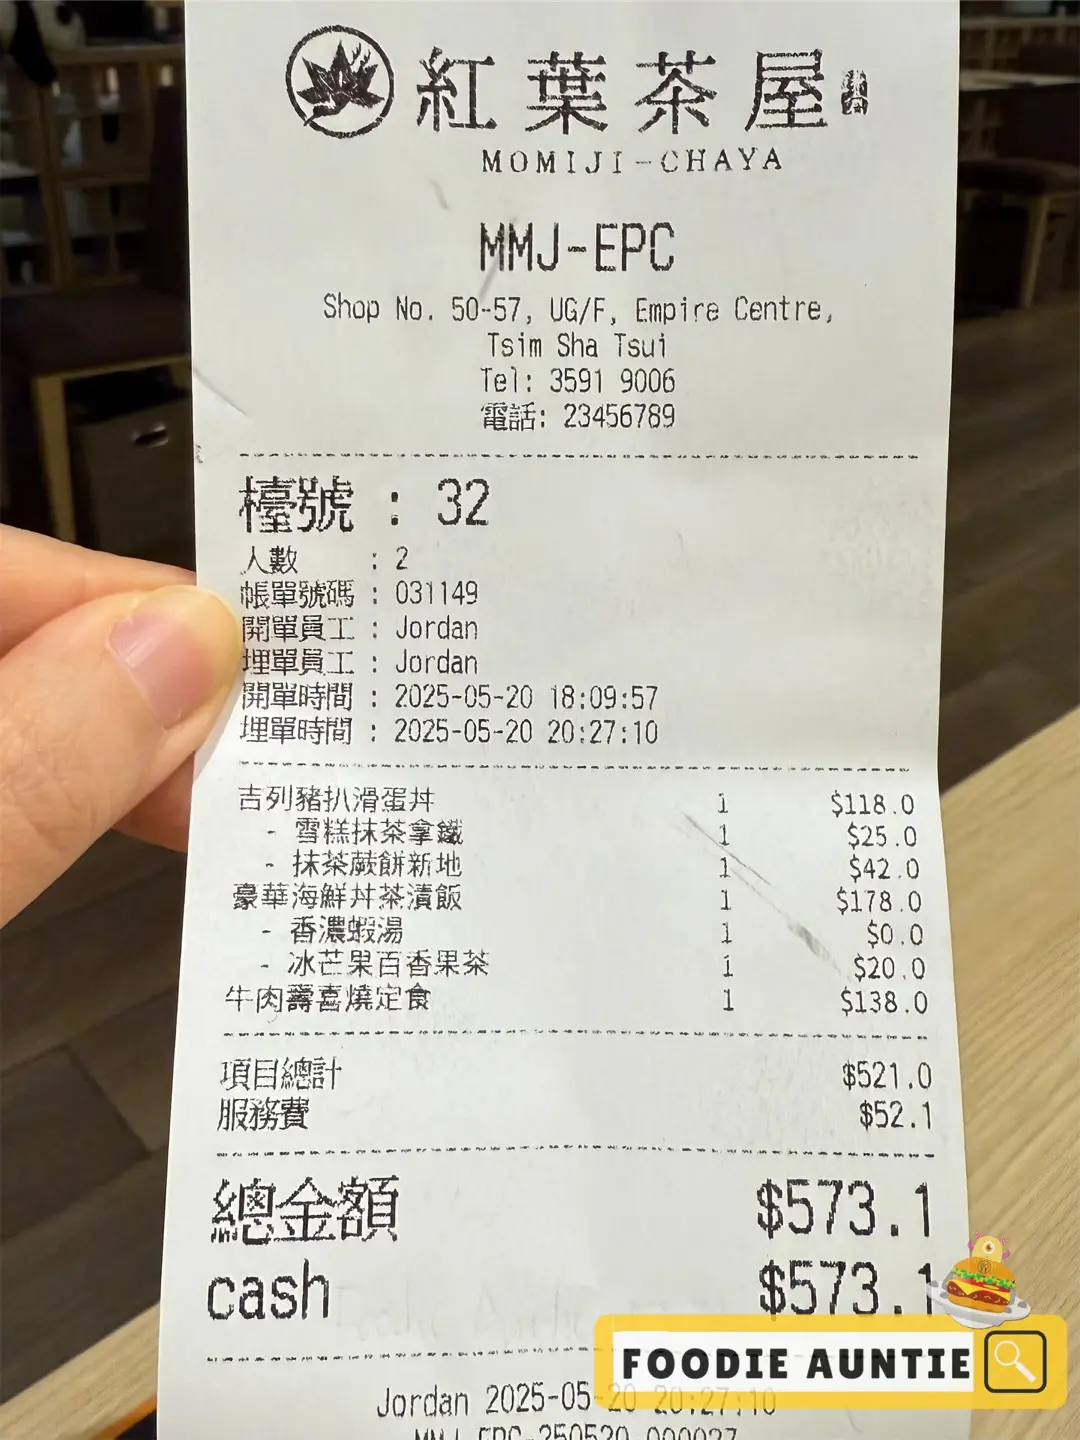 紅葉茶屋
MOMIJI-CHAYA
MMJ-EPC
Shop No. 50-57, UG/F, Empire Centre,
Tsim Sha Tsui
Tel: 3591 9006
電話: 23456789
檯號 : 32
人數 : 2
帳單號碼 : 031149
開單員工 : Jordan
埋單員工 : Jordan
開單時間 : 2025-05-20 18:09:57
埋單時間 : 2025-05-20 20:27:10
吉列豬扒滑蛋丼 1 $118.0
- 雪糕抹茶拿鐵 1 $25.0
- 抹茶蕨餅新地 1 $42.0
豪華海鮮丼茶漬飯 1 $178.0
- 香濃蝦湯 1 $0.0
- 冰芒果百香果茶 1 $20.0
牛肉壽喜燒定食 1 $138.0
項目總計 $521.0
服務費 $52.1
總金額 $573.1
cash $573.1
FOODIE AUNTIE
Jordan 2025-05-20 20:27:10
MMJ-EPC-250520-000027